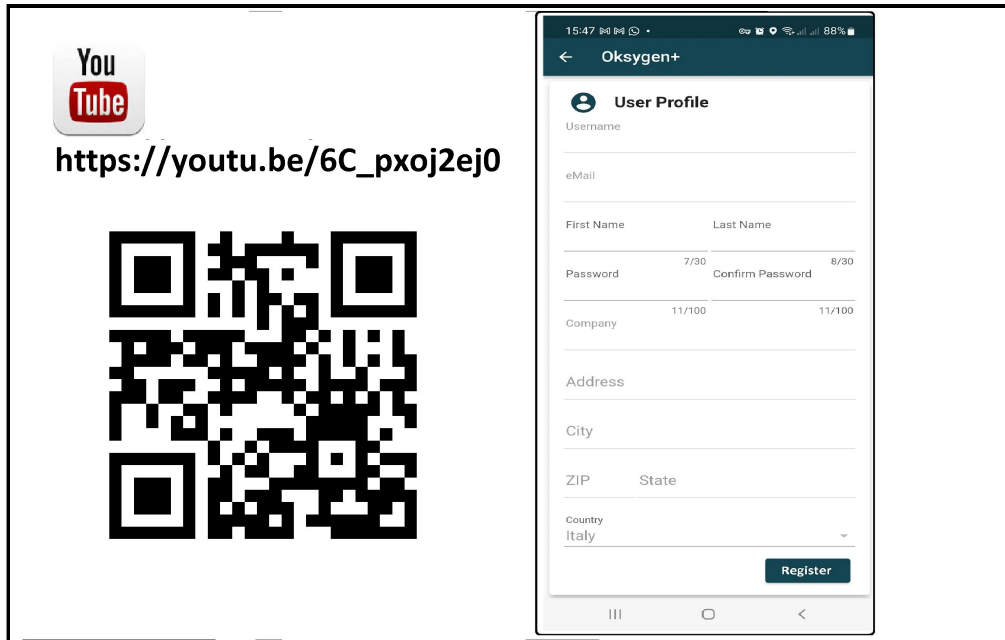 You
Tube
https://youtu.be/6C_pxoj2ej0
15:47 88%
Oksygen+
User Profile
Username
eMail
First Name Last Name
7/30 8/30
Password Confirm Password
11/100 11/100
Company
Address
City
ZIP State
Country
Italy
Register